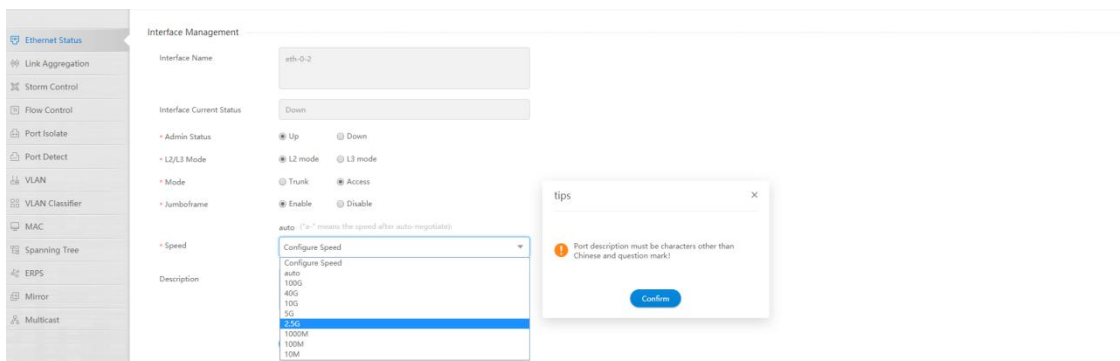 Interface Management
Ethernet Status
Link Aggregation
Storm Control
Flow Control
Port Isolate
Port Detect
VLAN
VLAN Classifier
MAC
Spanning Tree
ERPS
Mirror
Multicast
Interface Name
eth-0-2
Interface Current Status
Down
* Admin Status
Up
Down
* L2/L3 Mode
L2 mode
L3 mode
* Mode
Trunk
Access
* Jumboframe
Enable
Disable
auto ("a-" means the speed after auto-negotiate):
* Speed
Configure Speed
Configure Speed
auto
100G
40G
10G
5G
2.5G
1000M
100M
10M
Description
tips
Port description must be characters other than
Chinese and question mark!
Confirm